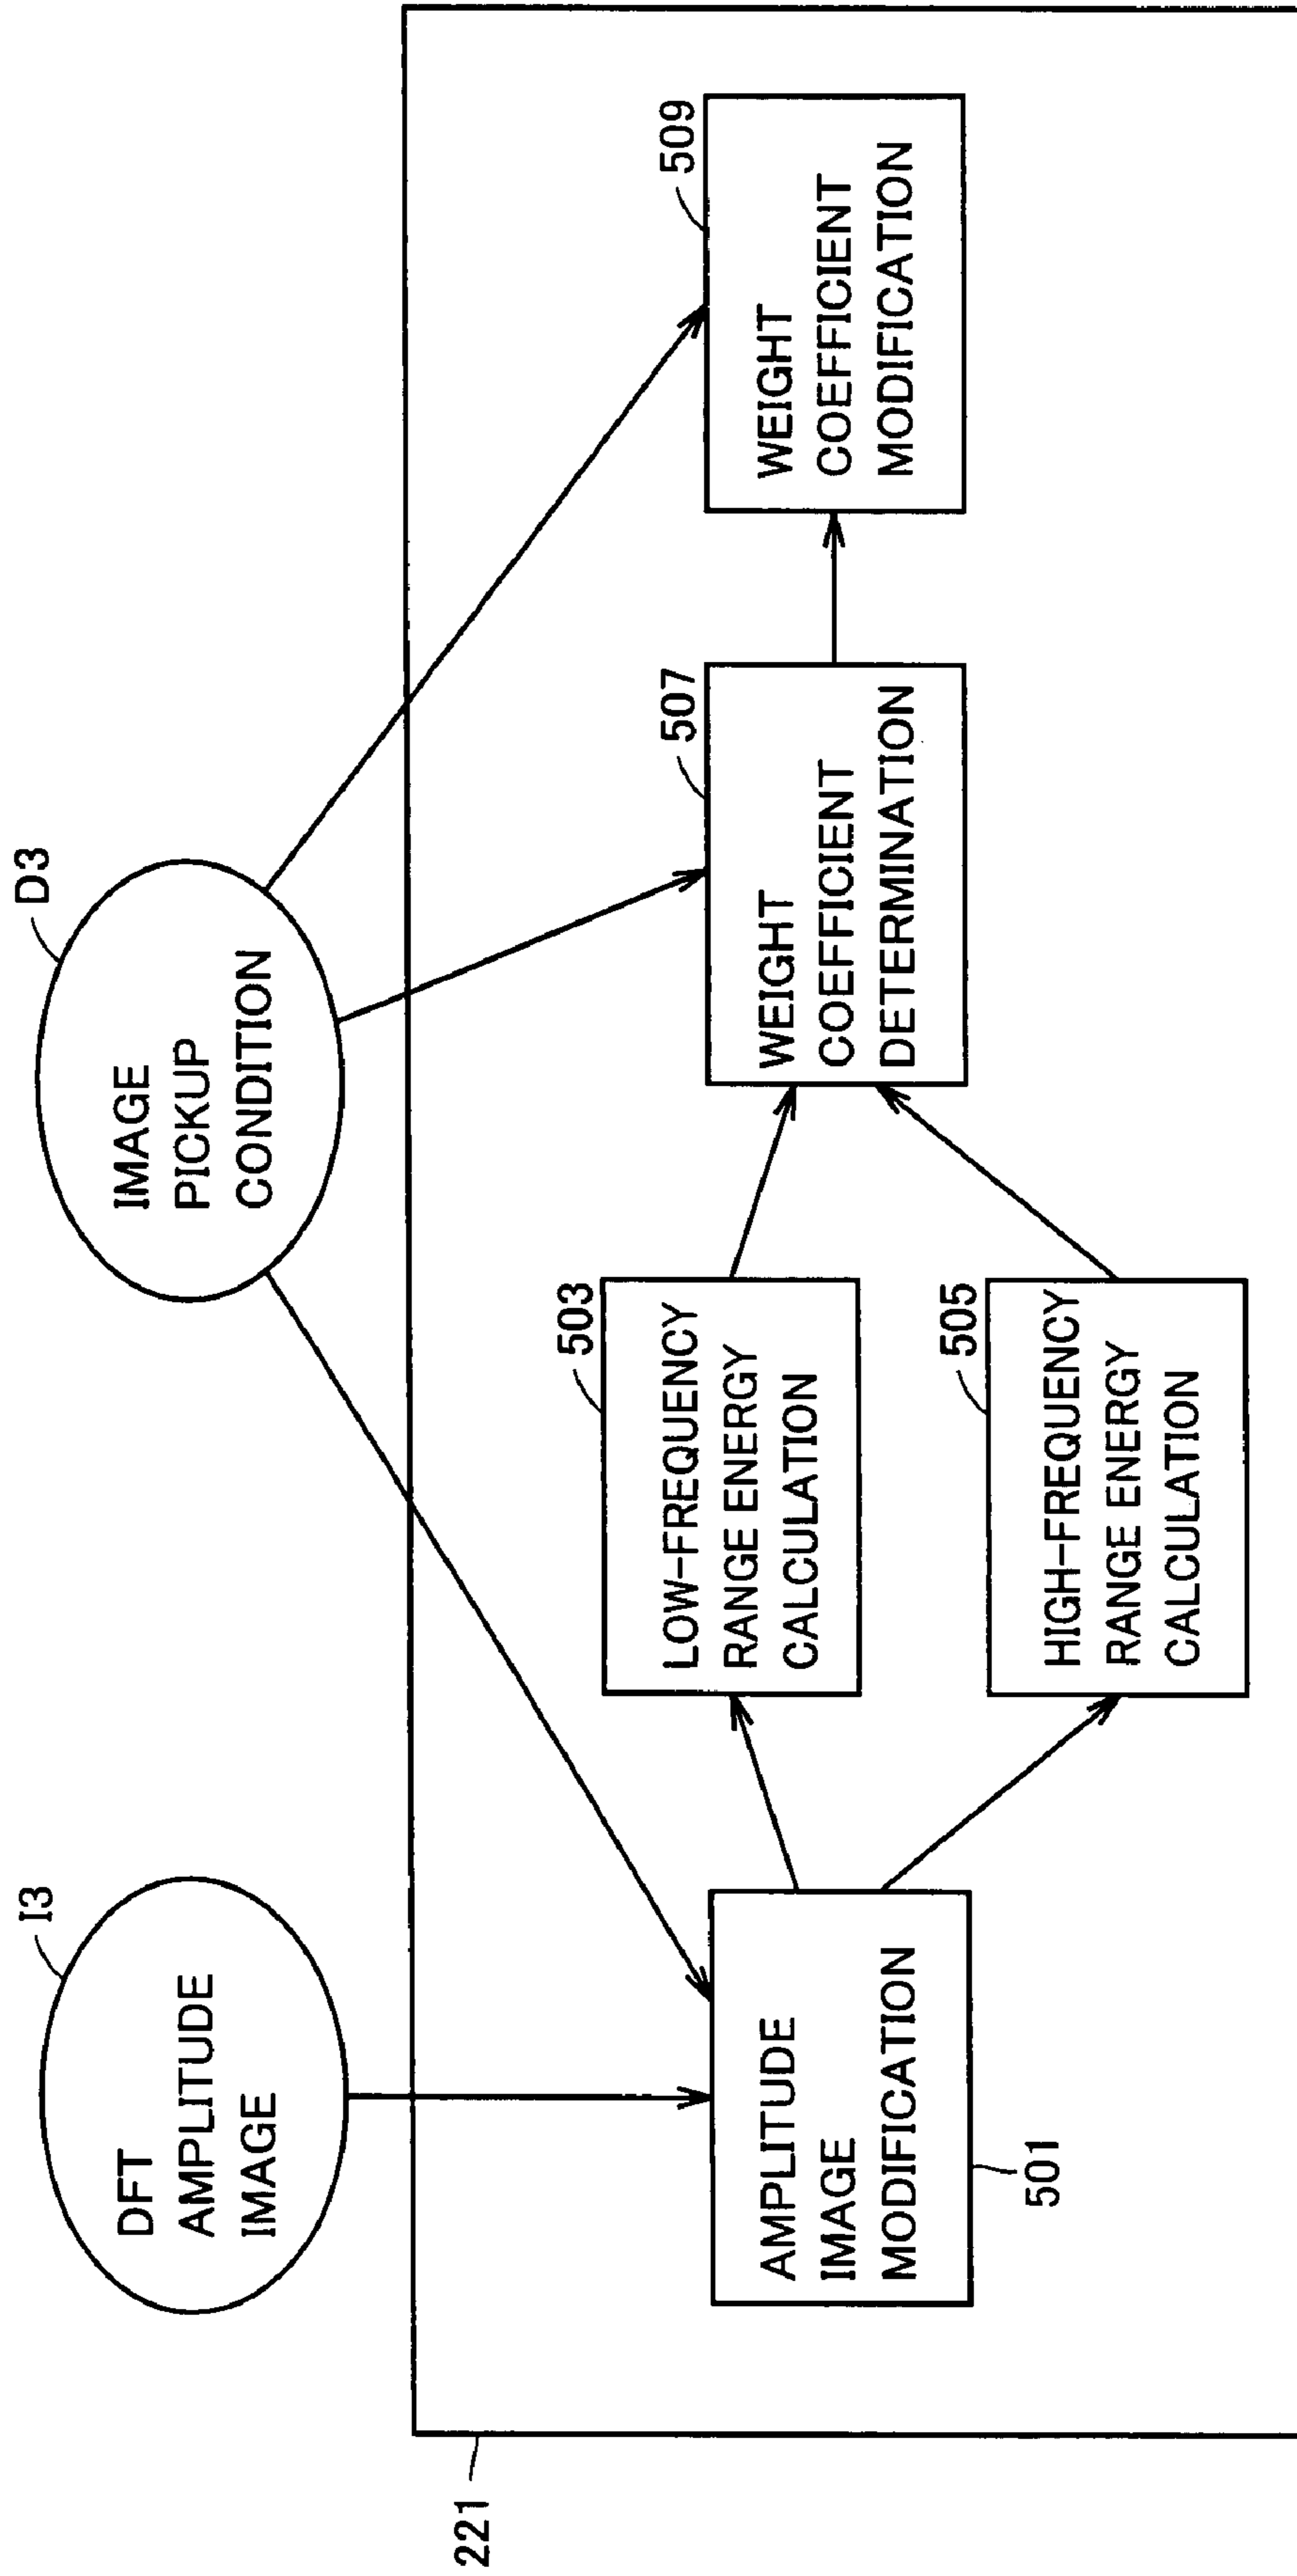 I3
DFT
AMPLITUDE
IMAGE
D3
IMAGE
PICKUP
CONDITION
221
AMPLITUDE
IMAGE
MODIFICATION
501
503
LOW-FREQUENCY
RANGE ENERGY
CALCULATION
505
HIGH-FREQUENCY
RANGE ENERGY
CALCULATION
507
WEIGHT
COEFFICIENT
DETERMINATION
509
WEIGHT
COEFFICIENT
MODIFICATION